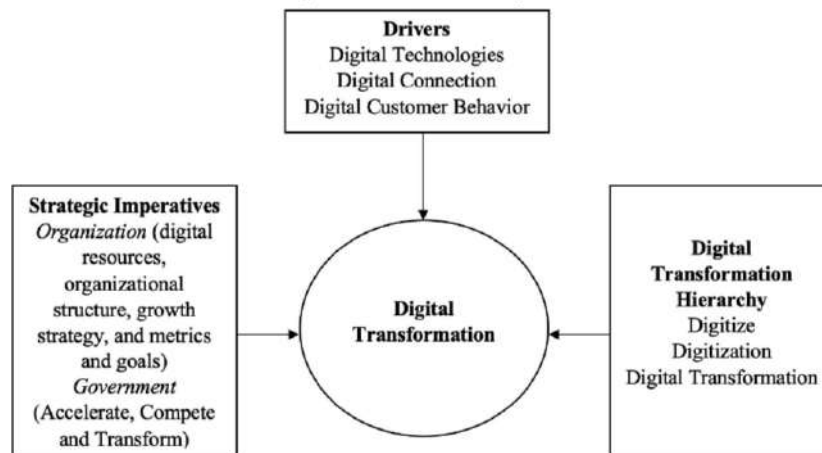 Drivers
Digital Technologies
Digital Connection
Digital Customer Behavior
Strategic Imperatives
Organization (digital
resources,
organizational
structure, growth
strategy, and metrics
and goals)
Government
(Accelerate, Compete
and Transform)
Digital
Transformation
Digital
Transformation
Hierarchy
Digitize
Digitization
Digital Transformation